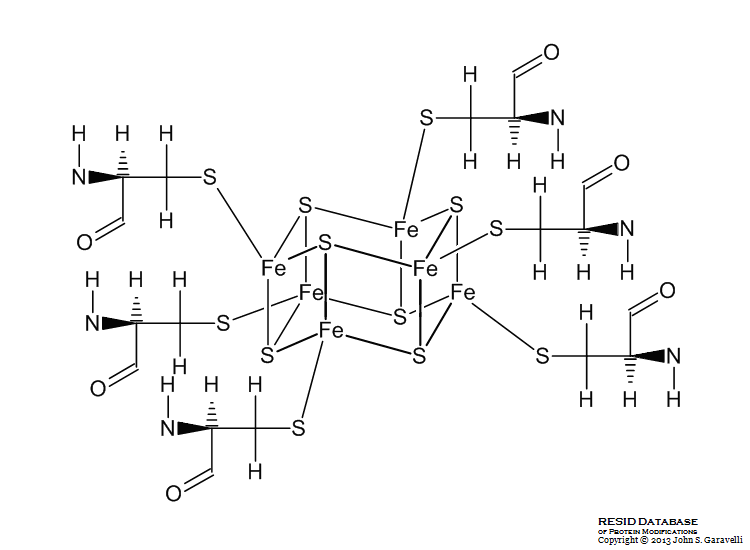 O
H
S N
H H H
H H H O
N S
H
S S
H
Fe S N
O S
Fe Fe H H H
H H H
Fe Fe O
H
S
N S
Fe
S S S N
H
H H H
O
H H H
N S
H
O
RESID DATABASE
OF PROTEIN MODIFICATIONS
Copyright © 2013 John S. Garavelli